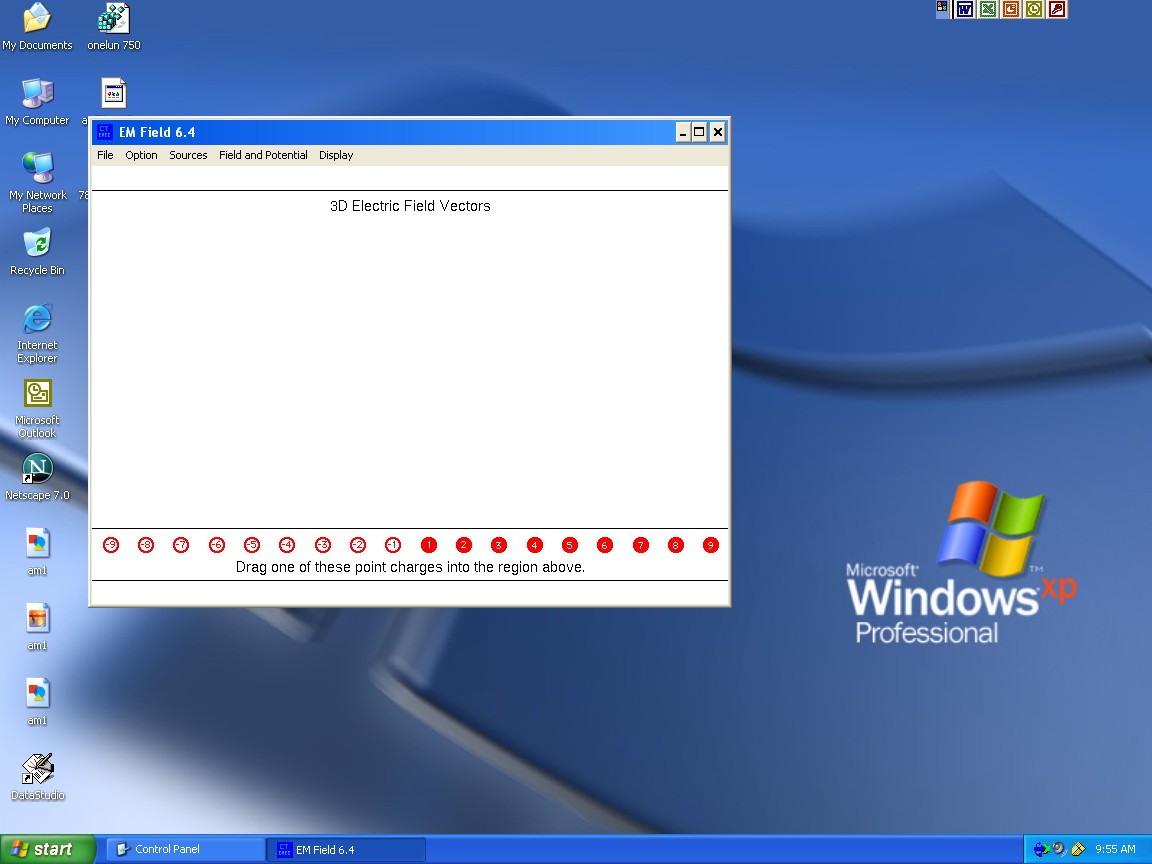 My Documents
onelun 750
My Computer
a
My Network
Places
78
Recycle Bin
Internet
Explorer
Microsoft
Outlook
Netscape 7.0
am1
am1
am1
DataStudio
EM Field 6.4
File Option Sources Field and Potential Display
3D Electric Field Vectors
-9 -8 -7 -6 -5 -4 -3 -2 -1 1 2 3 4 5 6 7 8 9
Drag one of these point charges into the region above.
Microsoft®
Windows xp
Professional
start
Control Panel
EM Field 6.4
9:55 AM